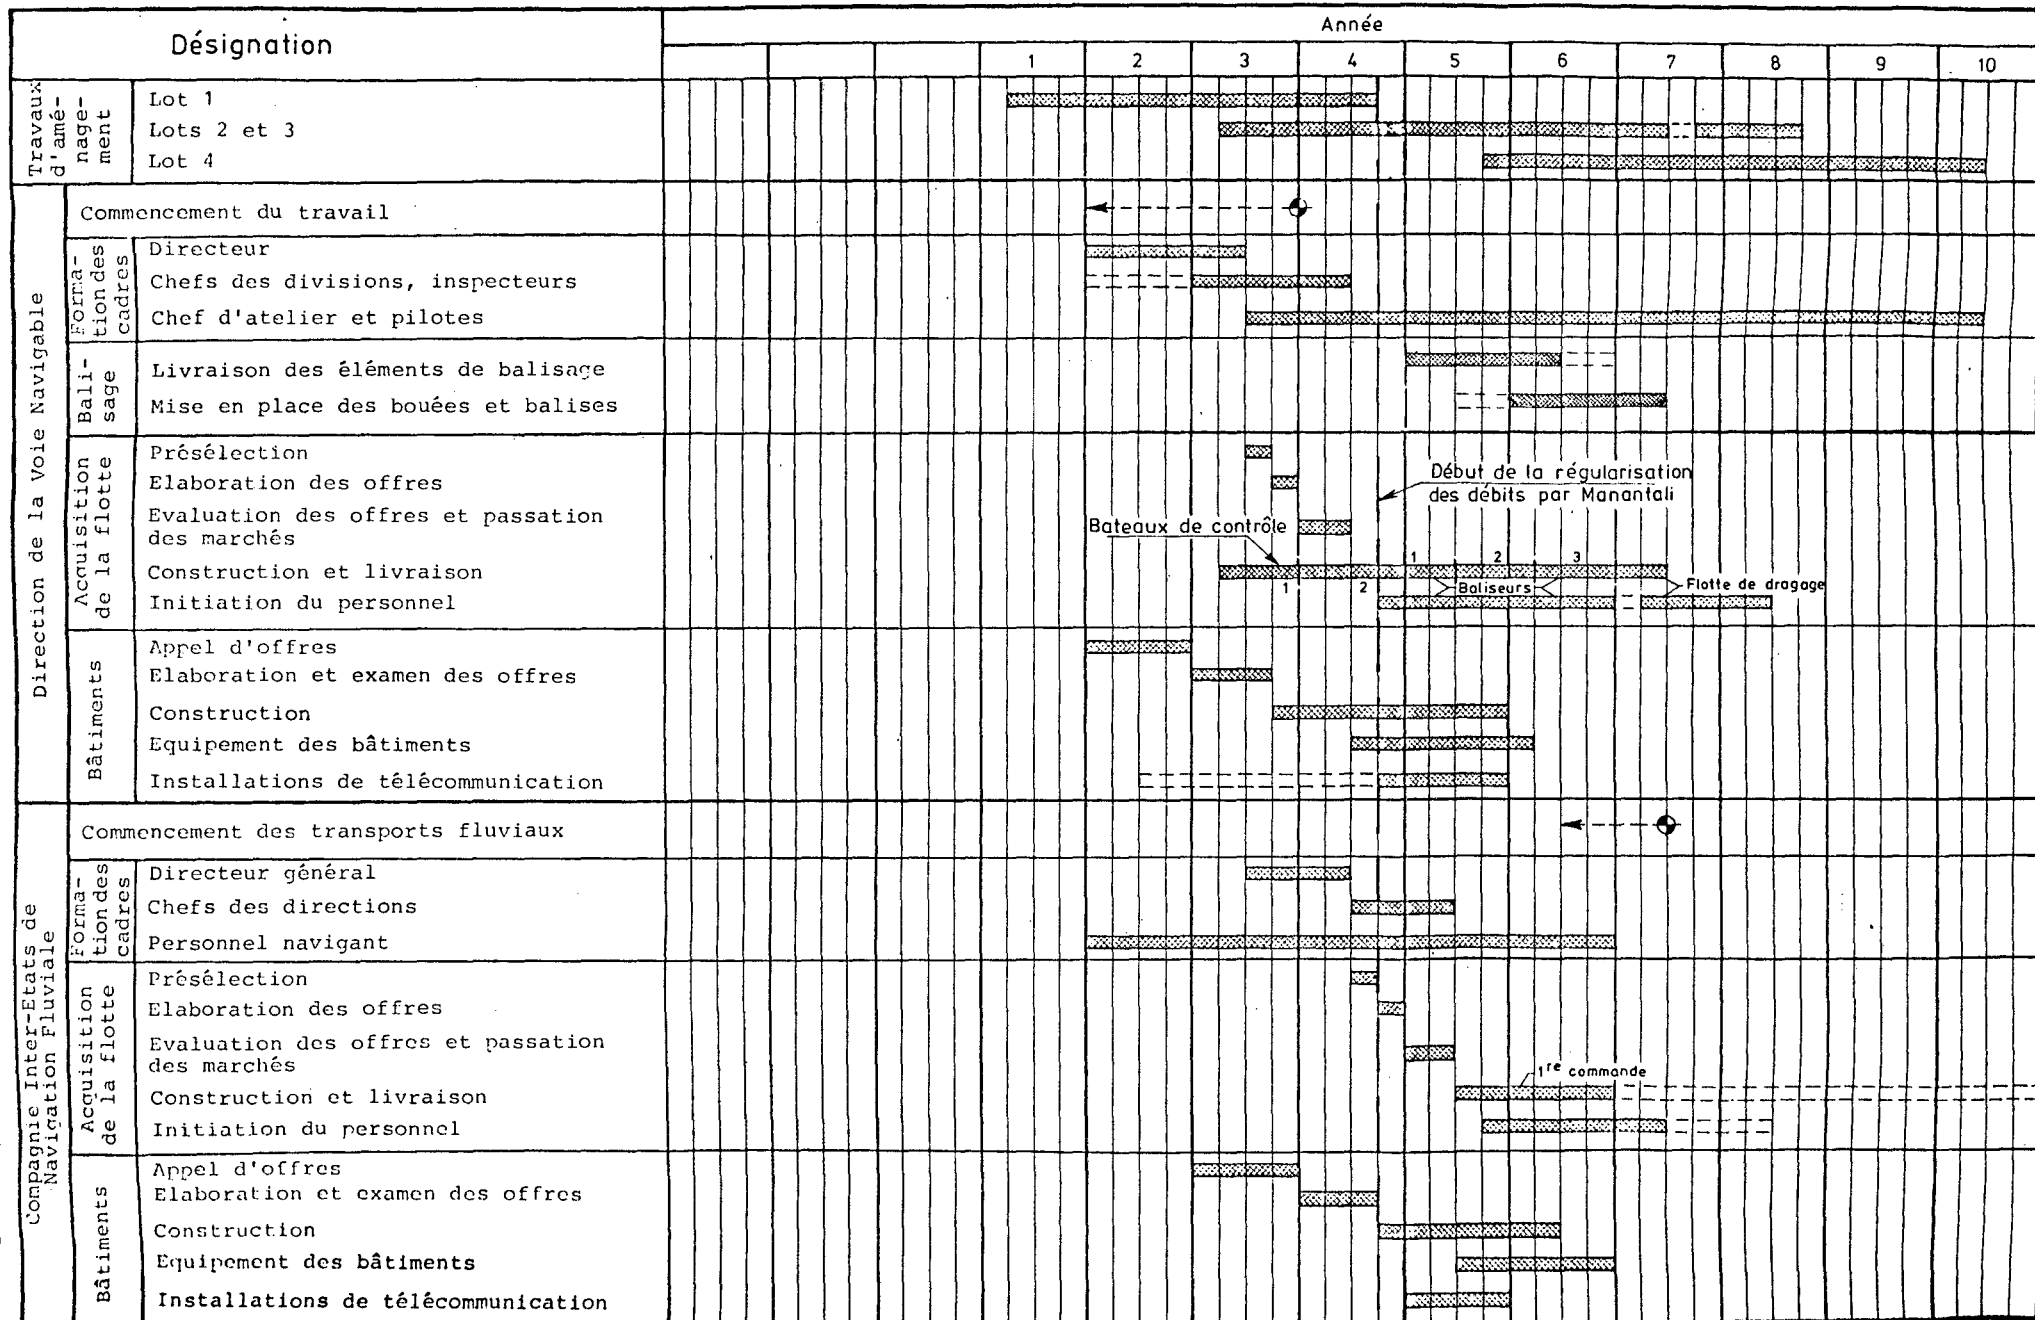 Désignation
Année
1 2 3 4 5 6 7 8 9 10
Travaux
d'amé-
nage-
ment
Lot 1
Lots 2 et 3
Lot 4
Direction de la Voie Navigable
Commencement du travail
Forma-
tion des
cadres
Directeur
Chefs des divisions, inspecteurs
Chef d'atelier et pilotes
Bali-
sage
Livraison des éléments de balisage
Mise en place des bouées et balises
Acquisition
de la flotte
Présélection
Elaboration des offres
Evaluation des offres et passation
des marchés
Construction et livraison
Initiation du personnel
Début de la régularisation
des débits par Manantali
Bateaux de contrôle
1 2 3
1 2
Baliseurs
Flotte de dragage
Bâtiments
Appel d'offres
Elaboration et examen des offres
Construction
Equipement des bâtiments
Installations de télécommunication
Compagnie Inter-Etats de
Navigation Fluviale
Commencement des transports fluviaux
Forma-
tion des
cadres
Directeur général
Chefs des directions
Personnel navigant
Acquisition
de la flotte
Présélection
Elaboration des offres
Evaluation des offres et passation
des marchés
Construction et livraison
Initiation du personnel
1re commande
Bâtiments
Appel d'offres
Elaboration et examen des offres
Construction
Equipement des bâtiments
Installations de télécommunication